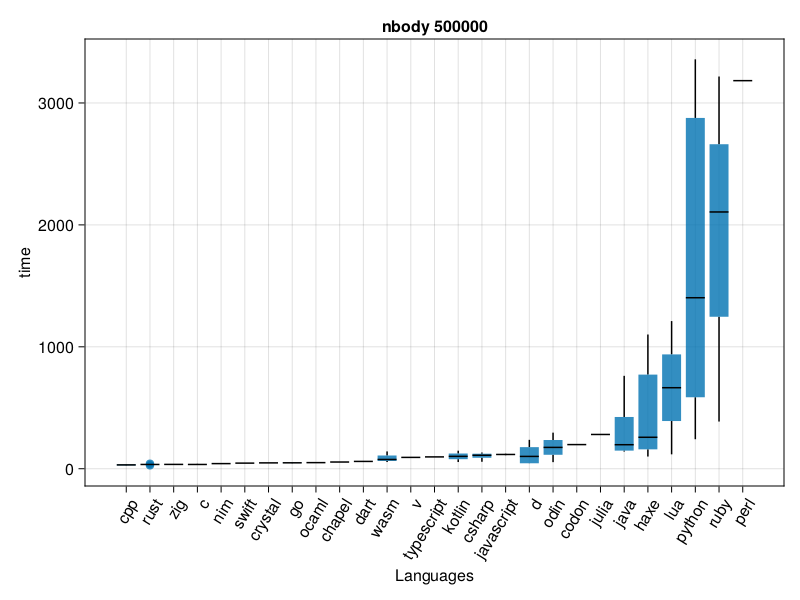 nbody 500000
3000
2000
1000
0
time
cpp
rust
zig
c
nim
swift
crystal
go
ocaml
chapel
dart
wasm
v
typescript
kotlin
csharp
javascript
d
odin
codon
julia
java
haxe
lua
python
ruby
perl
Languages